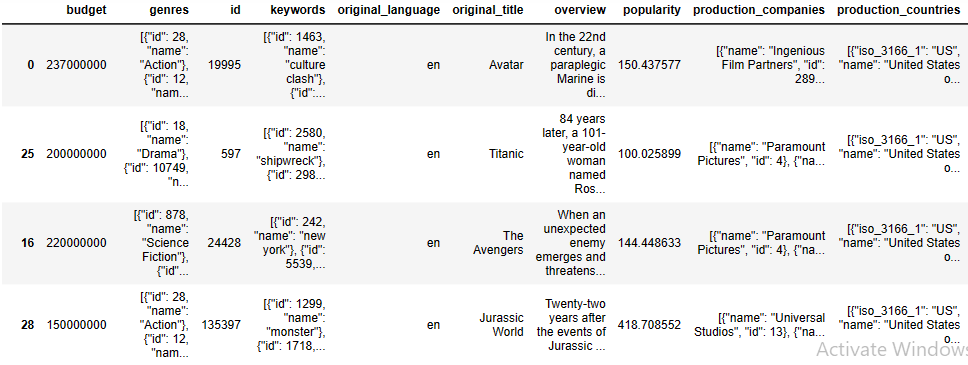 budget genres id keywords original_language original_title overview popularity production_companies production_countries
0 237000000 [{"id": 28, "name": "Action"}, {"id": 12, "nam... 19995 [{"id": 1463, "name": "culture clash"}, {"id":... en Avatar In the 22nd century, a paraplegic Marine is di... 150.437577 [{"name": "Ingenious Film Partners", "id": 289... [{"iso_3166_1": "US", "name": "United States o...
25 200000000 [{"id": 18, "name": "Drama"}, {"id": 10749, "n... 597 [{"id": 2580, "name": "shipwreck"}, {"id": 298... en Titanic 84 years later, a 101-year-old woman named Ros... 100.025899 [{"name": "Paramount Pictures", "id": 4}, {"na... [{"iso_3166_1": "US", "name": "United States o...
16 220000000 [{"id": 878, "name": "Science Fiction"}, {"id"... 24428 [{"id": 242, "name": "new york"}, {"id": 5539,... en The Avengers When an unexpected enemy emerges and threatens... 144.448633 [{"name": "Paramount Pictures", "id": 4}, {"na... [{"iso_3166_1": "US", "name": "United States o...
28 150000000 [{"id": 28, "name": "Action"}, {"id": 12, "nam... 135397 [{"id": 1299, "name": "monster"}, {"id": 1718,... en Jurassic World Twenty-two years after the events of Jurassic ... 418.708552 [{"name": "Universal Studios", "id": 13}, {"na... [{"iso_3166_1": "US", "name": "United States o...
Activate Windows